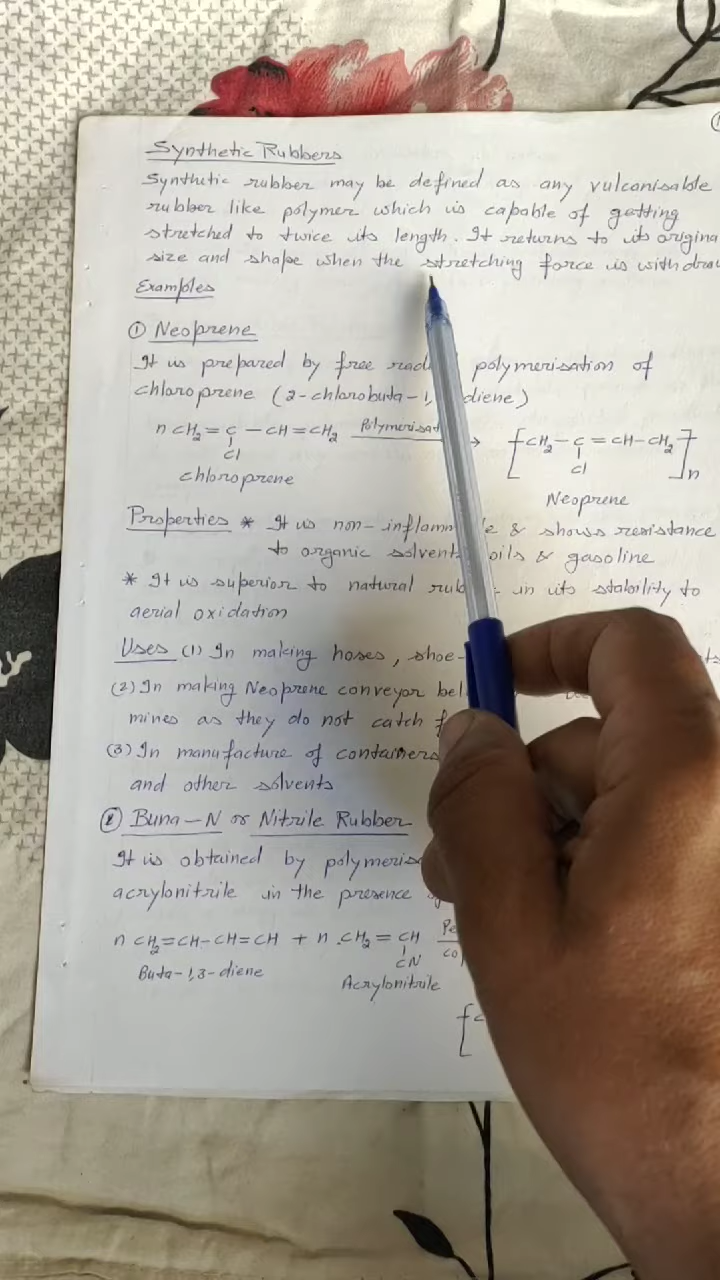 Synthetic Rubbers
Synthetic rubber may be defined as any vulcanisable
rubber like polymer which is capable of getting
stretched to twice its length. It returns to its origina
size and shape when the stretching force is withdraw
Examples
① Neoprene
It is prepared by free rad polymerisation of
chloroprene (2-chlorobuta-1, diene)
n CH₂=C-CH=CH₂ Polymerisat → [CH₂-C=CH-CH₂]n
Cl Cl
chloroprene
Neoprene
Properties * It is non-inflamm e & shows resistance
to organic solvent oils & gasoline
* It is superior to natural rub in its stability to
aerial oxidation
Uses (1) In making hoses, shoe-
(2) In making Neoprene conveyor bel
mines as they do not catch f
(3) In manufacture of containers
and other solvents
② Buna-N or Nitrile Rubber
It is obtained by polymeris
acrylonitrile in the presence
n CH₂=CH-CH=CH + n CH₂=CH Pe
CN co
Buta-1,3-diene Acrylonitrile
[C